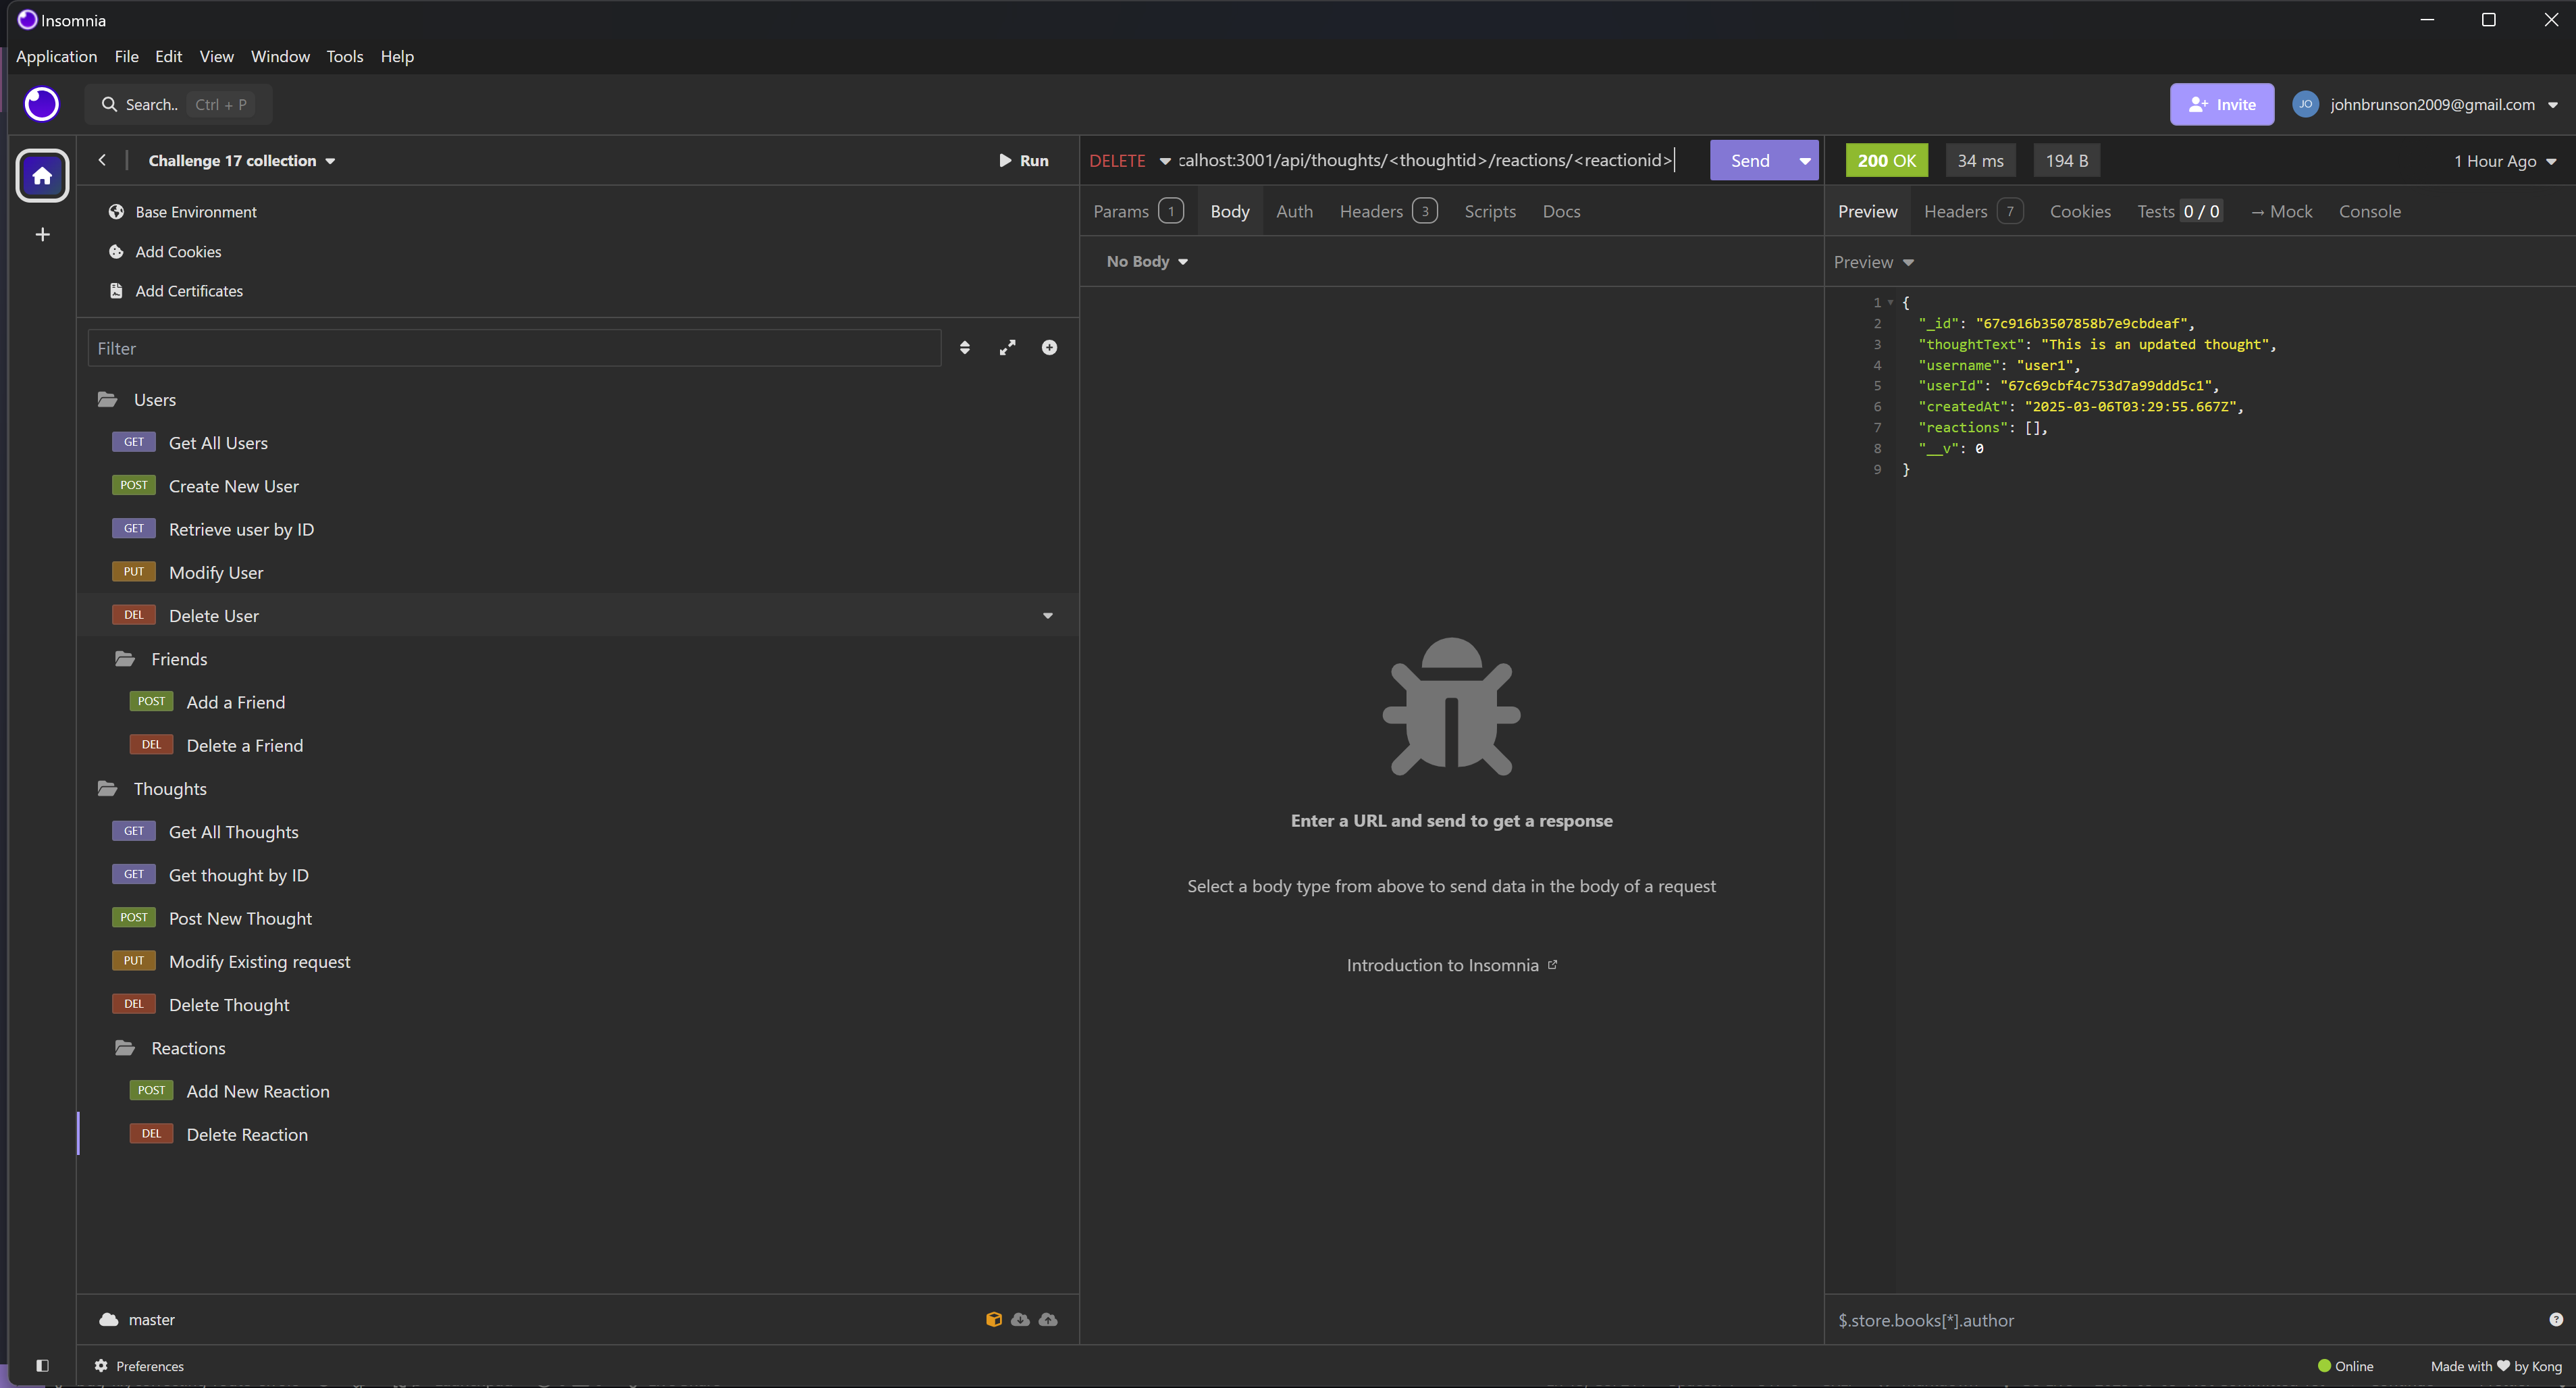 Insomnia
Application File Edit View Window Tools Help
Search.. Ctrl + P
Invite JO johnbrunson2009@gmail.com
Challenge 17 collection Run
Base Environment
Add Cookies
Add Certificates
Filter
Users
GET Get All Users
POST Create New User
GET Retrieve user by ID
PUT Modify User
DEL Delete User
Friends
POST Add a Friend
DEL Delete a Friend
Thoughts
GET Get All Thoughts
GET Get thought by ID
POST Post New Thought
PUT Modify Existing request
DEL Delete Thought
Reactions
POST Add New Reaction
DEL Delete Reaction
master
Preferences
DELETE calhost:3001/api/thoughts/<thoughtid>/reactions/<reactionid> Send
Params 1 Body Auth Headers 3 Scripts Docs
No Body
Enter a URL and send to get a response
Select a body type from above to send data in the body of a request
Introduction to Insomnia
200 OK 34 ms 194 B 1 Hour Ago
Preview Headers 7 Cookies Tests 0 / 0 → Mock Console
Preview
1 {
2 "_id": "67c916b3507858b7e9cbdeaf",
3 "thoughtText": "This is an updated thought",
4 "username": "user1",
5 "userId": "67c69cbf4c753d7a99ddd5c1",
6 "createdAt": "2025-03-06T03:29:55.667Z",
7 "reactions": [],
8 "__v": 0
9 }
$.store.books[*].author ?
Online Made with ♥ by Kong